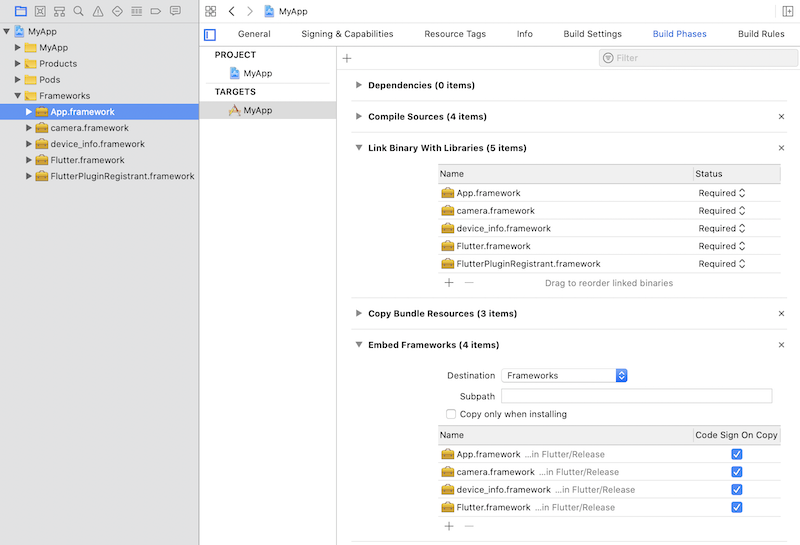 MyApp
MyApp
Products
Pods
Frameworks
App.framework
camera.framework
device_info.framework
Flutter.framework
FlutterPluginRegistrant.framework
MyApp
General Signing & Capabilities Resource Tags Info Build Settings Build Phases Build Rules
PROJECT
MyApp
TARGETS
MyApp
Filter
Dependencies (0 items)
Compile Sources (4 items)
Link Binary With Libraries (5 items)
Name Status
App.framework Required
camera.framework Required
device_info.framework Required
Flutter.framework Required
FlutterPluginRegistrant.framework Required
Drag to reorder linked binaries
Copy Bundle Resources (3 items)
Embed Frameworks (4 items)
Destination Frameworks
Subpath
Copy only when installing
Name Code Sign On Copy
App.framework ...in Flutter/Release
camera.framework ...in Flutter/Release
device_info.framework ...in Flutter/Release
Flutter.framework ...in Flutter/Release